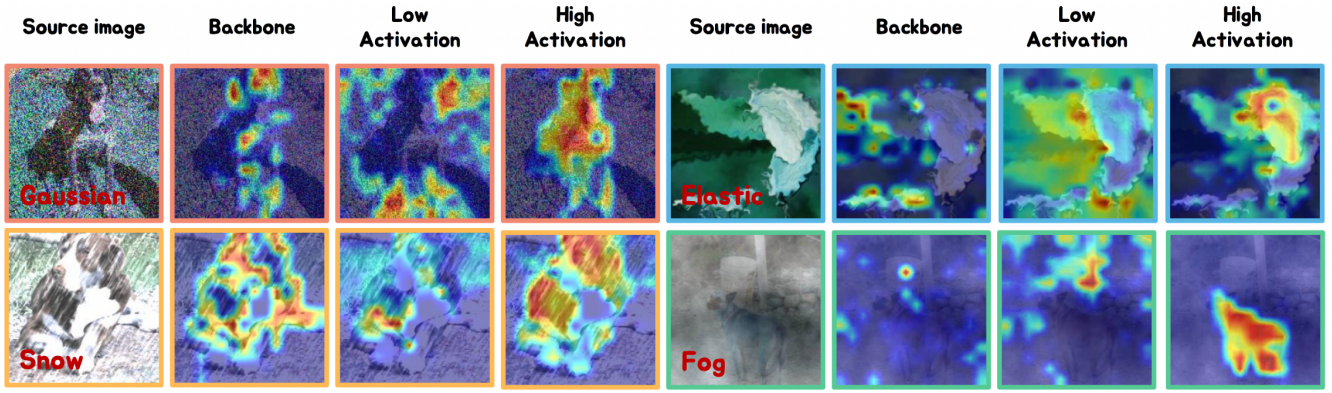 Source image Backbone Low Activation High Activation Source image Backbone Low Activation High Activation
Gaussian
Elastic
Snow
Fog